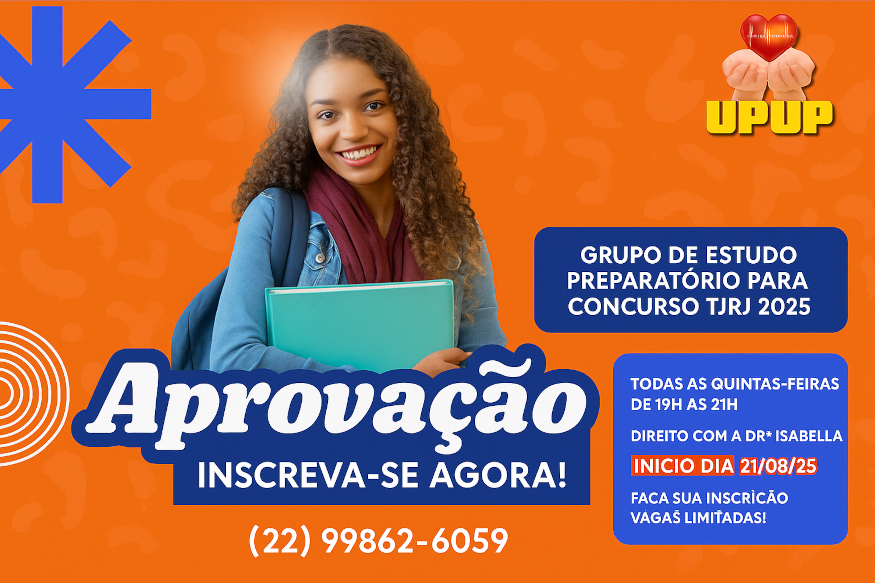 UPUP
GRUPO DE ESTUDO
PREPARATÓRIO PARA
CONCURSO TJRJ 2025
Aprovação
INSCREVA-SE AGORA!
(22) 99862-6059
TODAS AS QUINTAS-FEIRAS
DE 19H AS 21H
DIREITO COM A DRª ISABELLA
INICIO DIA 21/08/25
FACA SUA INSCRICÃO
VAGAS LIMITADAS!